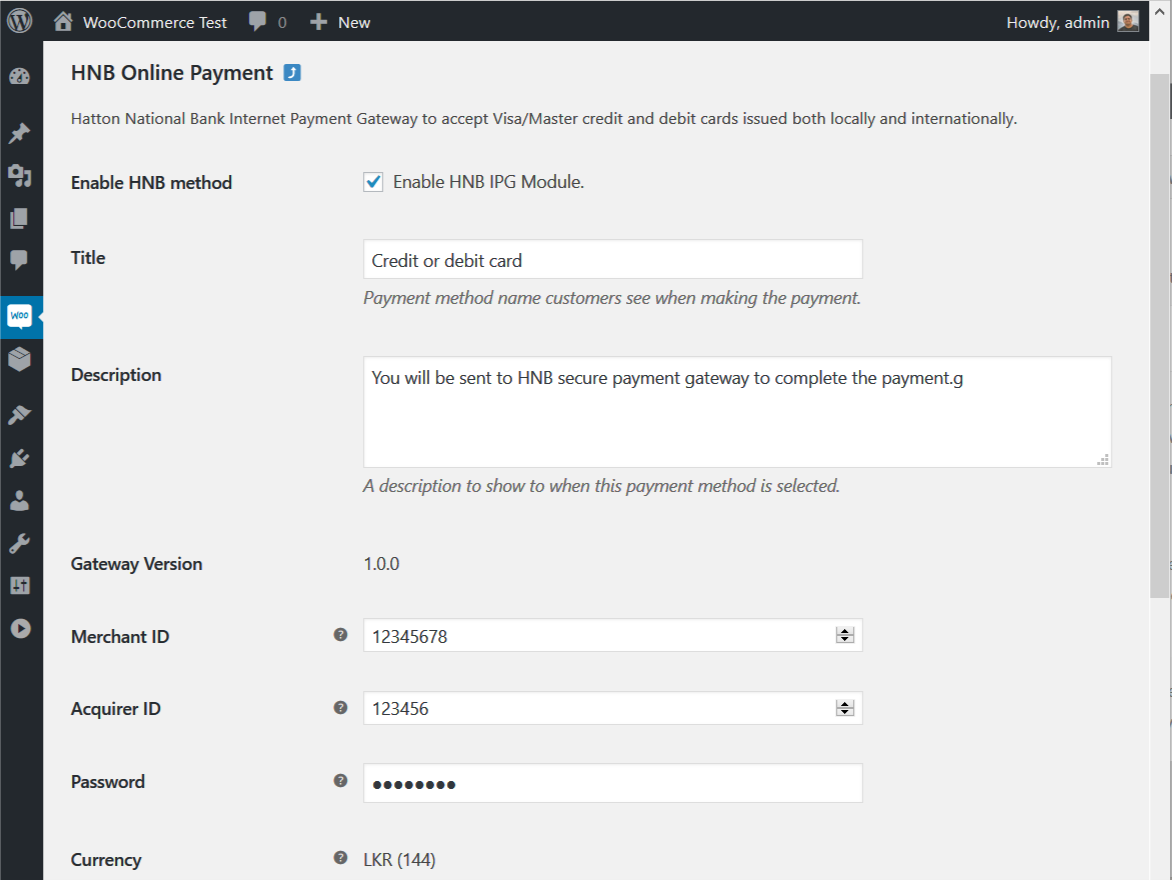 WooCommerce Test 0 New Howdy, admin
HNB Online Payment
Hatton National Bank Internet Payment Gateway to accept Visa/Master credit and debit cards issued both locally and internationally.
Enable HNB method Enable HNB IPG Module.
Title Credit or debit card
Payment method name customers see when making the payment.
Woo
Description You will be sent to HNB secure payment gateway to complete the payment.g
A description to show to when this payment method is selected.
Gateway Version 1.0.0
Merchant ID 12345678
Acquirer ID 123456
Password ●●●●●●●●
Currency LKR (144)